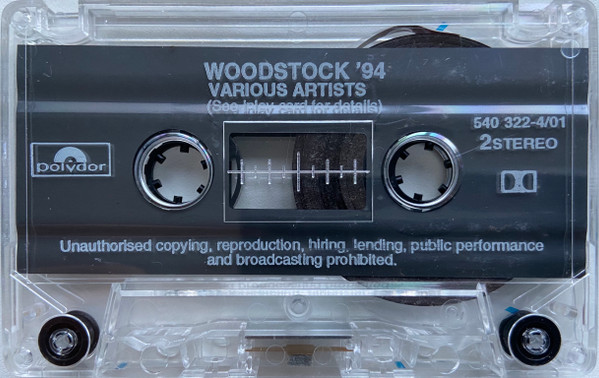 WOODSTOCK '94
VARIOUS ARTISTS
(See inlay card for details)
540 322-4/01
2STEREO
polydor
Unauthorised copying, reproduction, hiring, lending, public performance
and broadcasting prohibited.